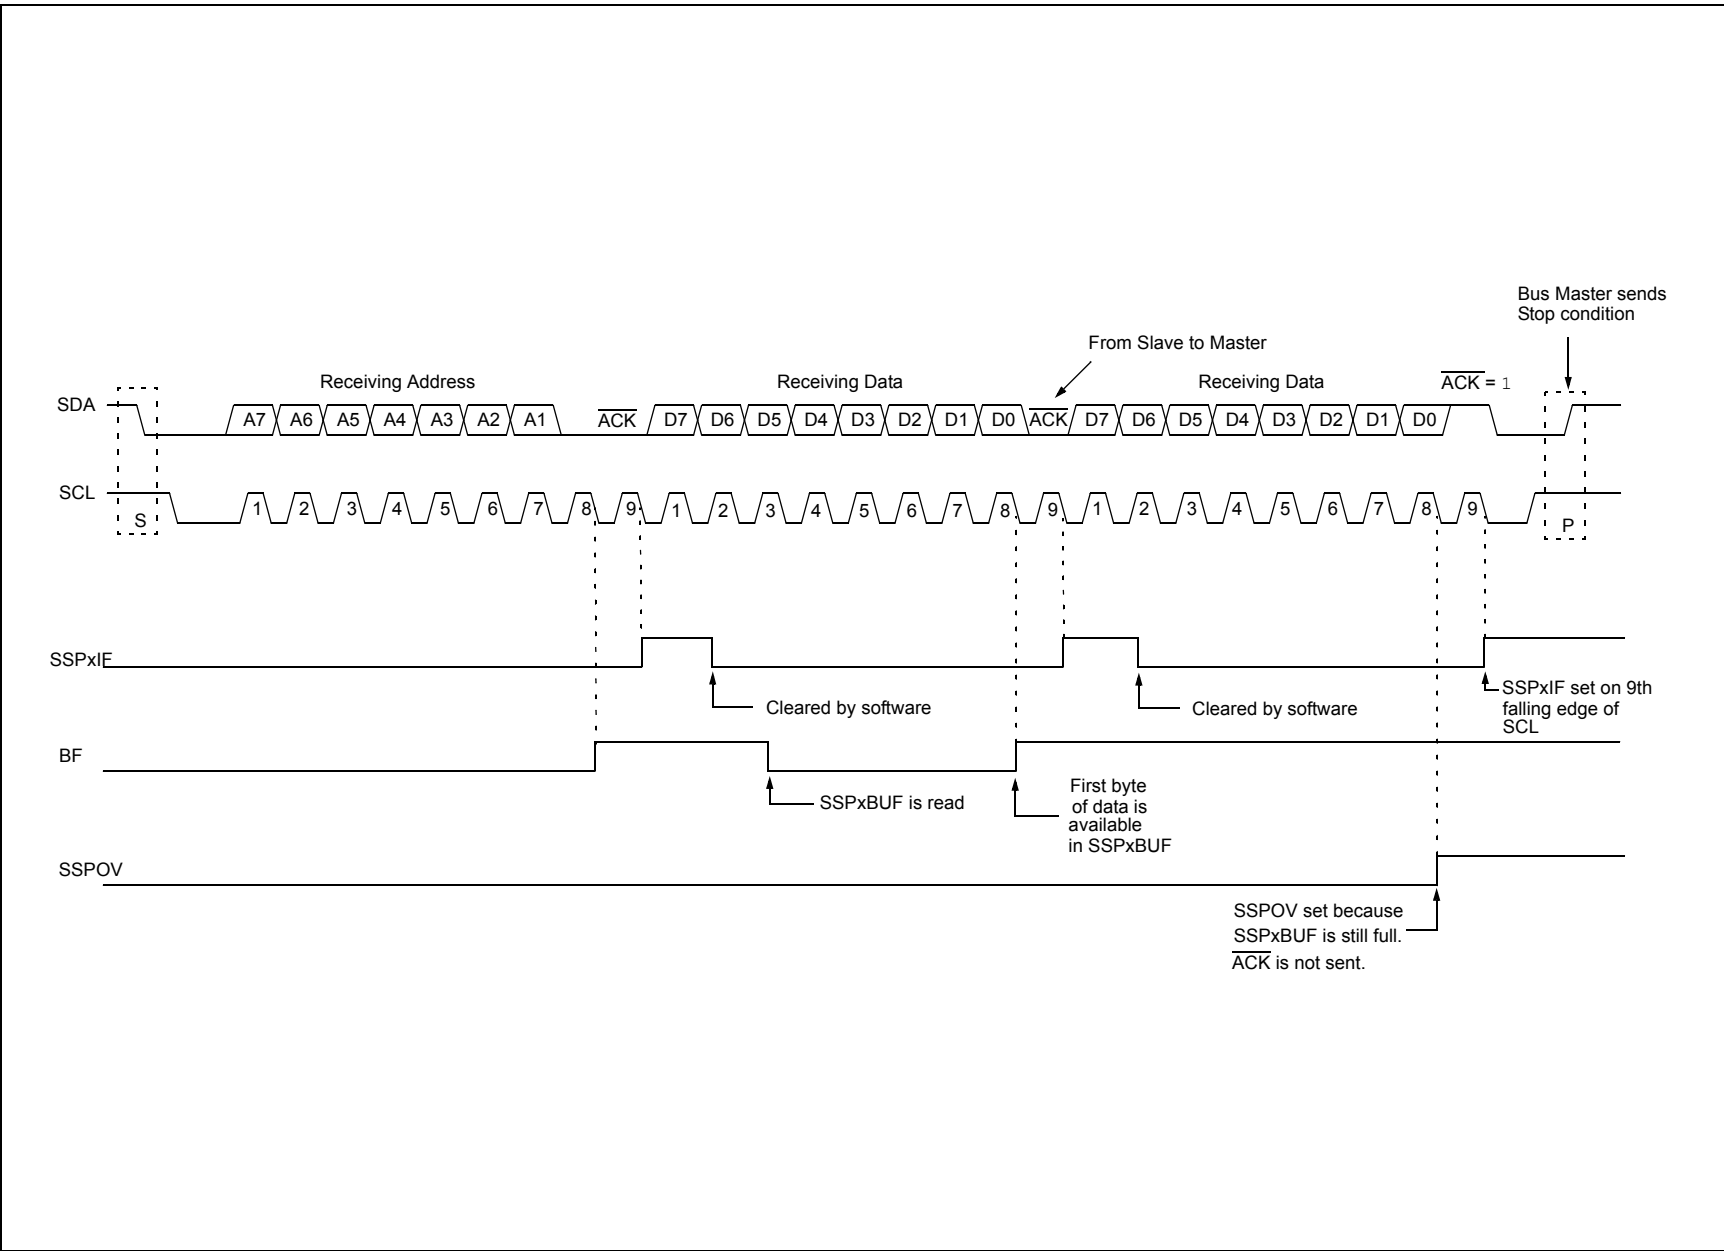 Bus Master sends
Stop condition
From Slave to Master
Receiving Address
Receiving Data
Receiving Data
A̅C̅K̅ = 1
SDA
A7 A6 A5 A4 A3 A2 A1 A̅C̅K̅ D7 D6 D5 D4 D3 D2 D1 D0 A̅C̅K̅ D7 D6 D5 D4 D3 D2 D1 D0
SCL
S 1 2 3 4 5 6 7 8 9 1 2 3 4 5 6 7 8 9 1 2 3 4 5 6 7 8 9 P
SSPxIF
Cleared by software
Cleared by software
SSPxIF set on 9th
falling edge of
SCL
BF
SSPxBUF is read
First byte
of data is
available
in SSPxBUF
SSPOV
SSPOV set because
SSPxBUF is still full.
A̅C̅K̅ is not sent.